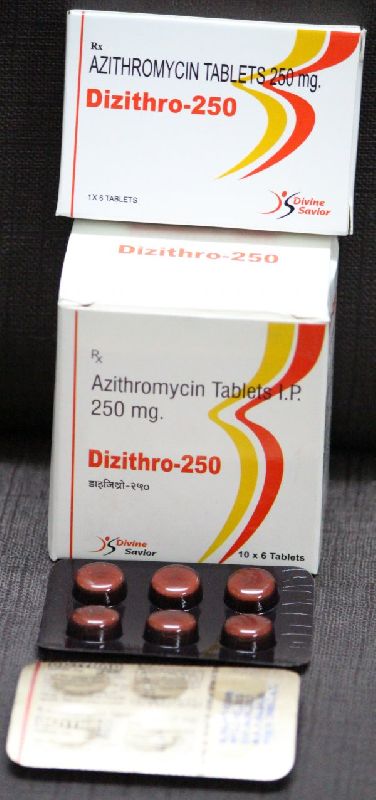 Rx
AZITHROMYCIN TABLETS 250 mg.
Dizithro-250
1X 6 TABLETS
Divine
Savior
Dizithro-250
Rx
Azithromycin Tablets I.P.
250 mg.
Dizithro-250
डाइजिथ्रो-२५०
Divine
Savior
10 x 6 Tablets